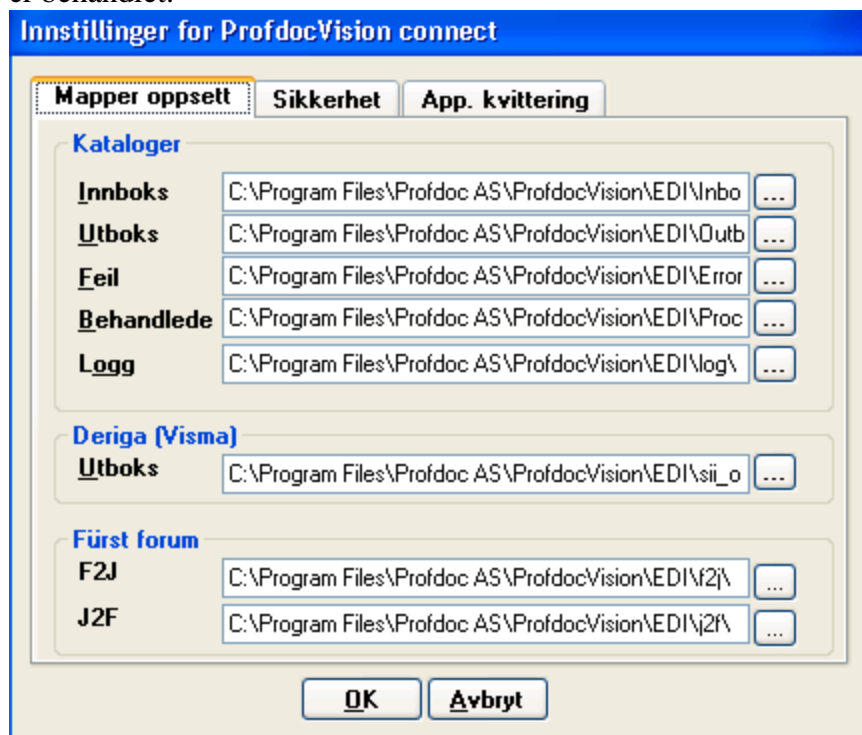 er behandlet.
Innstillinger for ProfdocVision connect
Mapper oppsett Sikkerhet App. kvittering
Kataloger
Innboks C:\Program Files\Profdoc AS\ProfdocVision\EDI\Inbo ...
Utboks C:\Program Files\Profdoc AS\ProfdocVision\EDI\Outb ...
Feil C:\Program Files\Profdoc AS\ProfdocVision\EDI\Error ...
Behandlede C:\Program Files\Profdoc AS\ProfdocVision\EDI\Proc ...
Logg C:\Program Files\Profdoc AS\ProfdocVision\EDI\log\ ...
Deriga (Visma)
Utboks C:\Program Files\Profdoc AS\ProfdocVision\EDI\sii_o ...
Fürst forum
F2J C:\Program Files\Profdoc AS\ProfdocVision\EDI\f2j\ ...
J2F C:\Program Files\Profdoc AS\ProfdocVision\EDI\j2f\ ...
OK Avbryt